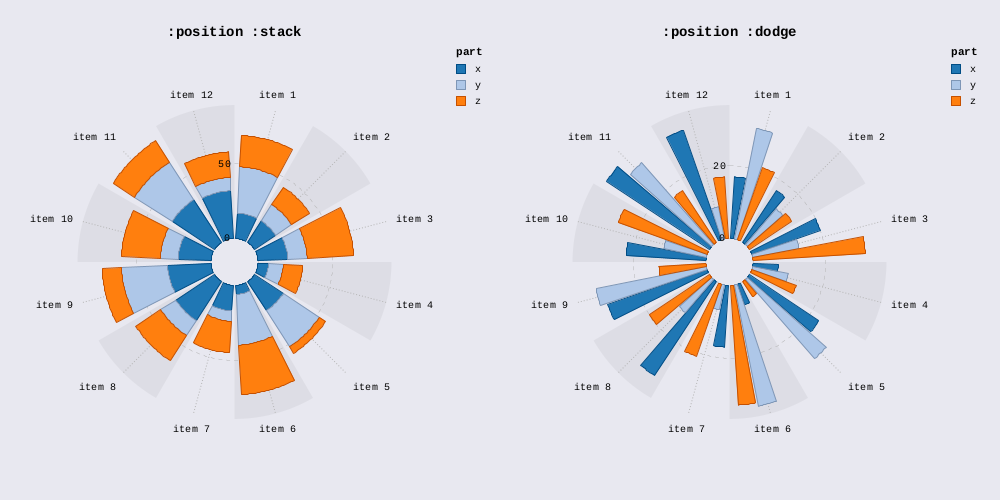 :position :stack
part
x
y
z
item 12
item 1
item 11
item 2
50
item 10
item 3
0
item 9
item 4
item 8
item 5
item 7
item 6
:position :dodge
part
x
y
z
item 12
item 1
item 11
item 2
20
item 10
item 3
0
item 9
item 4
item 8
item 5
item 7
item 6